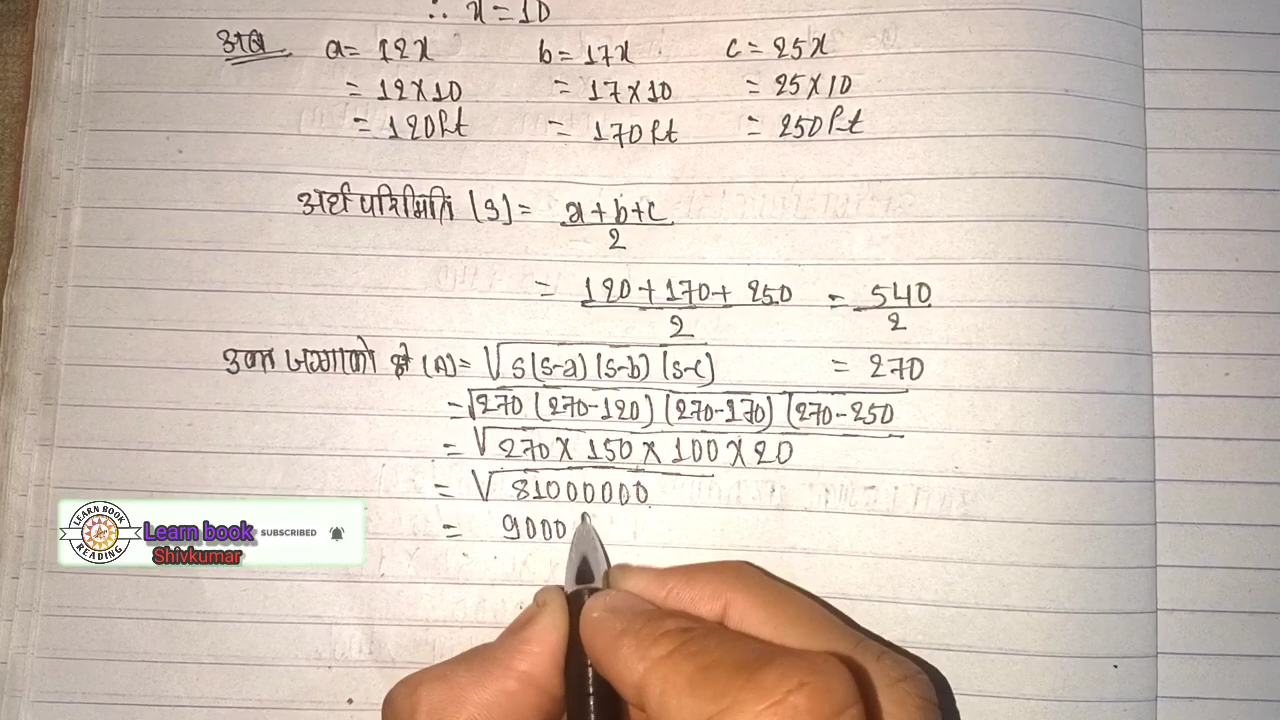 ∴ x = 10
अब a = 12x b = 17x c = 25x
= 12×10 = 17×10 = 25×10
= 120ft = 170ft = 250ft
अर्धपरिमिति (s) = a+b+c
2
= 120+170+250 = 540
2 2
उक्त जग्गाको क्षे (A) = √s(s-a)(s-b)(s-c) = 270
= √270 (270-120) (270-170) (270-250
= √270 × 150 × 100 × 20
= √81000000
= 9000
LEARN BOOK
READING
Learn book SUBSCRIBED
Shivkumar